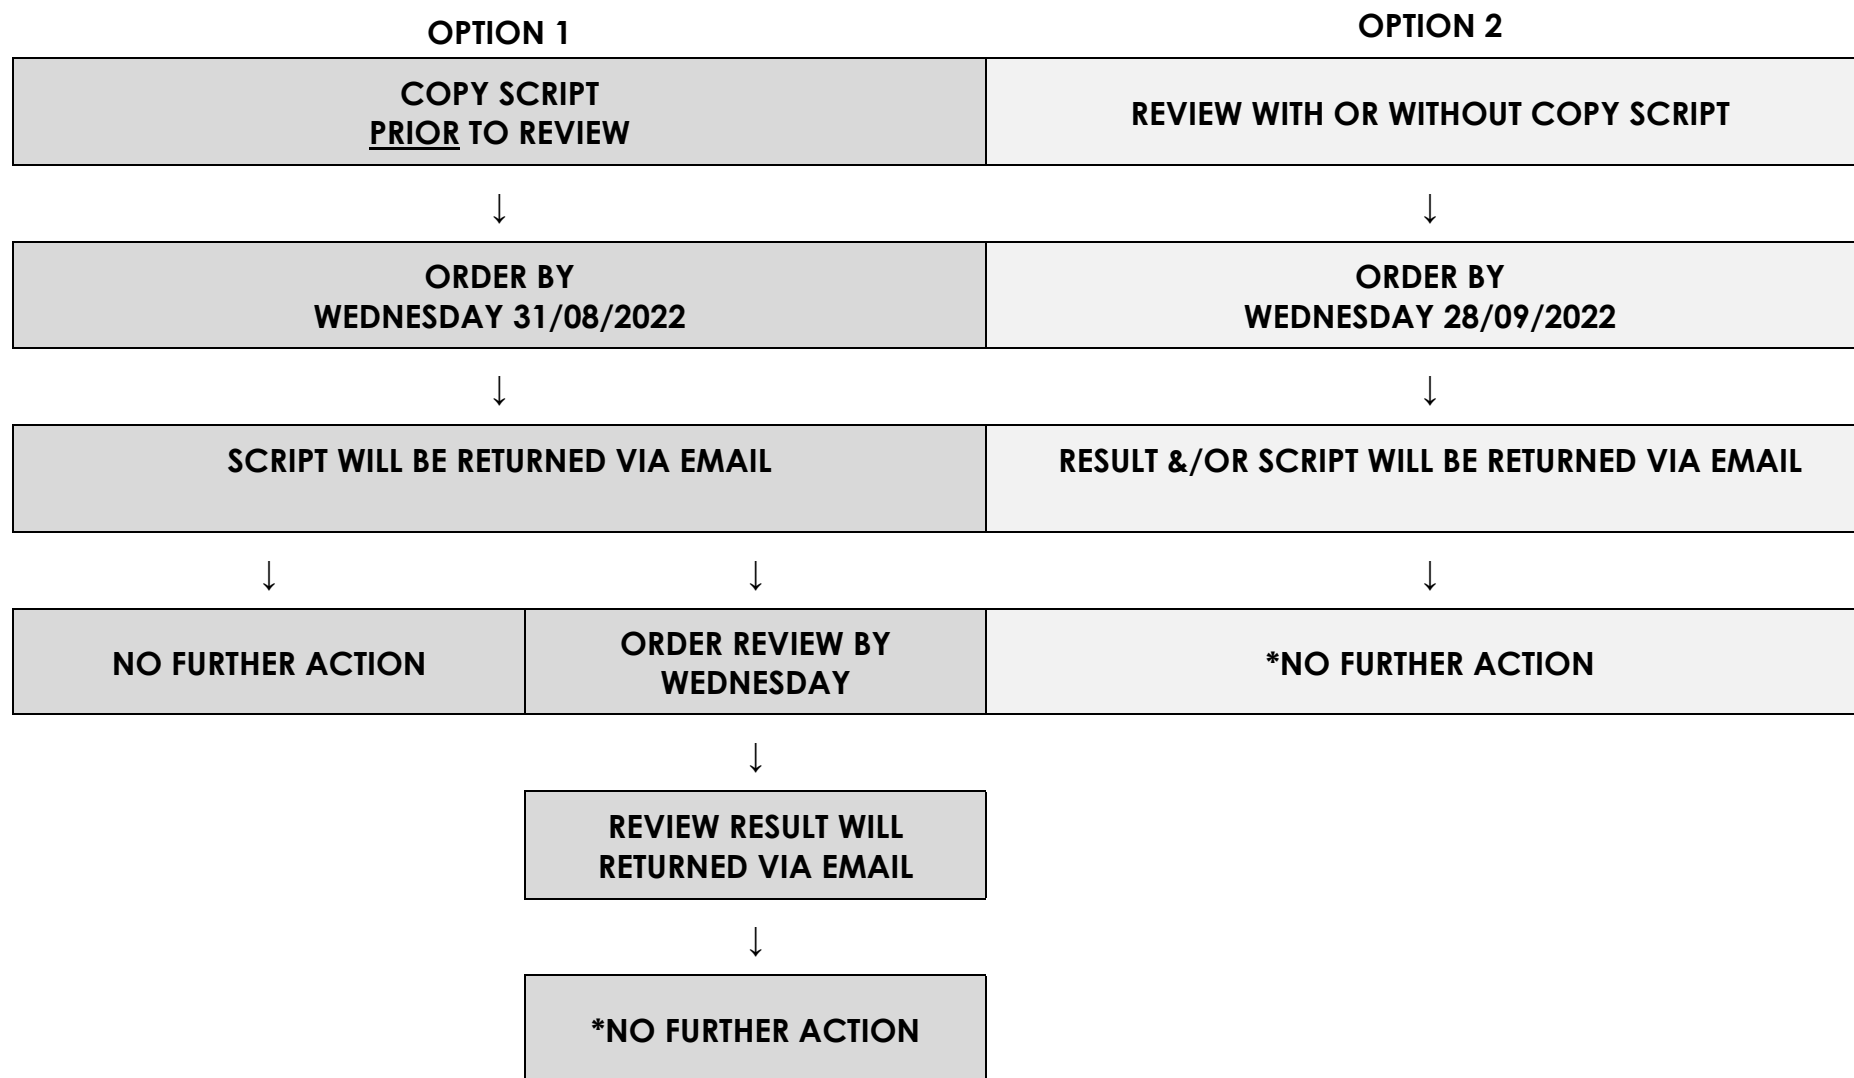 OPTION 1
OPTION 2
COPY SCRIPT
PRIOR TO REVIEW
REVIEW WITH OR WITHOUT COPY SCRIPT
↓
↓
ORDER BY
WEDNESDAY 31/08/2022
ORDER BY
WEDNESDAY 28/09/2022
↓
↓
SCRIPT WILL BE RETURNED VIA EMAIL
RESULT &/OR SCRIPT WILL BE RETURNED VIA EMAIL
↓
↓
↓
NO FURTHER ACTION
ORDER REVIEW BY
WEDNESDAY
*NO FURTHER ACTION
↓
REVIEW RESULT WILL
RETURNED VIA EMAIL
↓
*NO FURTHER ACTION